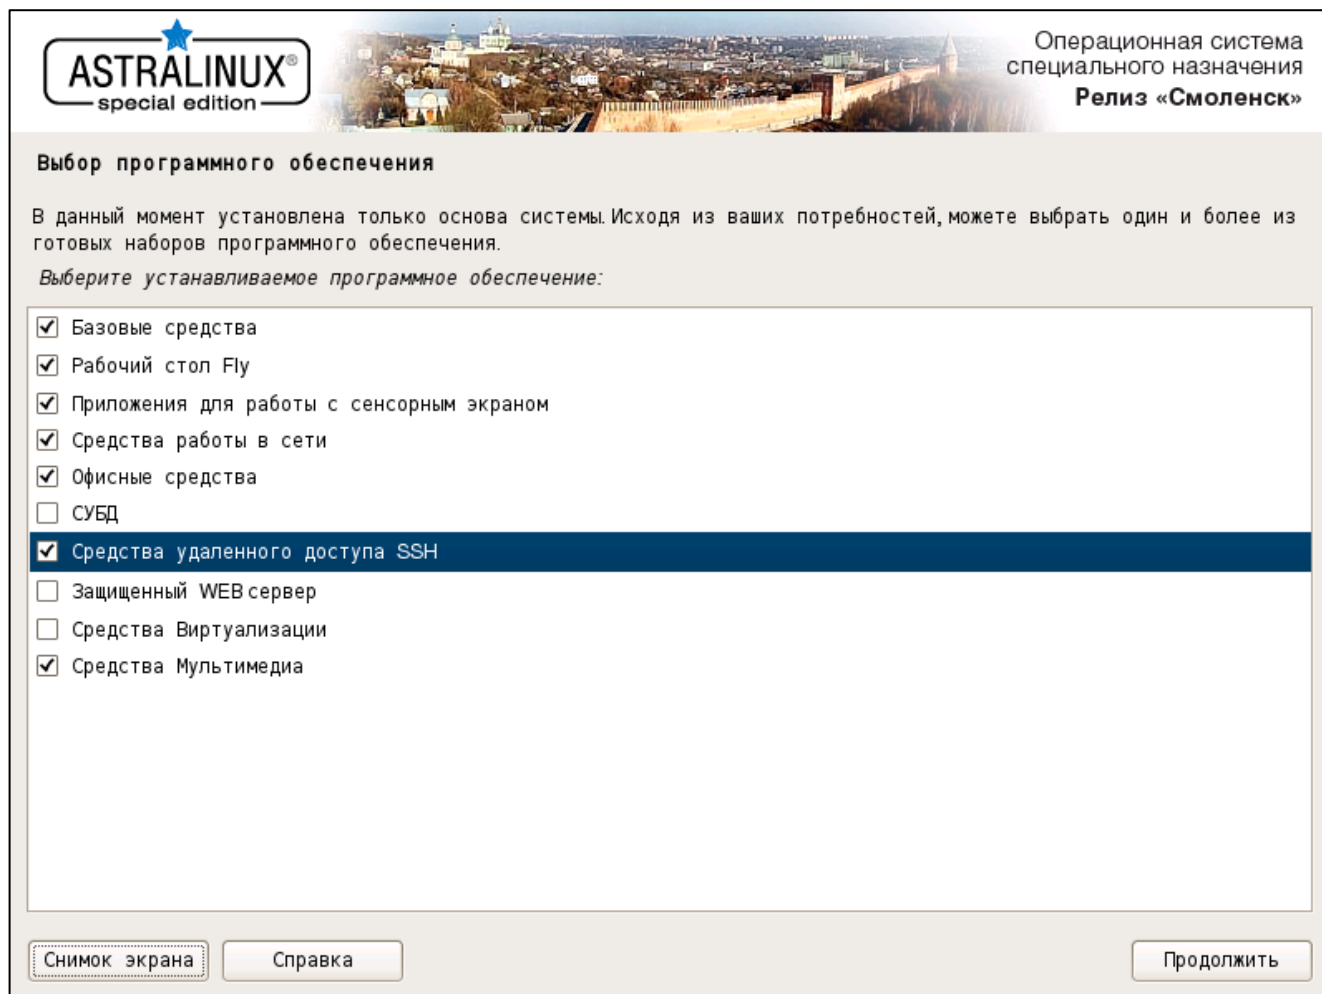 ASTRALINUX®
special edition
Операционная система
специального назначения
Релиз «Смоленск»
Выбор программного обеспечения
В данный момент установлена только основа системы. Исходя из ваших потребностей, можете выбрать один и более из
готовых наборов программного обеспечения.
Выберите устанавливаемое программное обеспечение:
Базовые средства
Рабочий стол Fly
Приложения для работы с сенсорным экраном
Средства работы в сети
Офисные средства
СУБД
Средства удаленного доступа SSH
Защищенный WEB сервер
Средства Виртуализации
Средства Мультимедиа
Снимок экрана
Справка
Продолжить